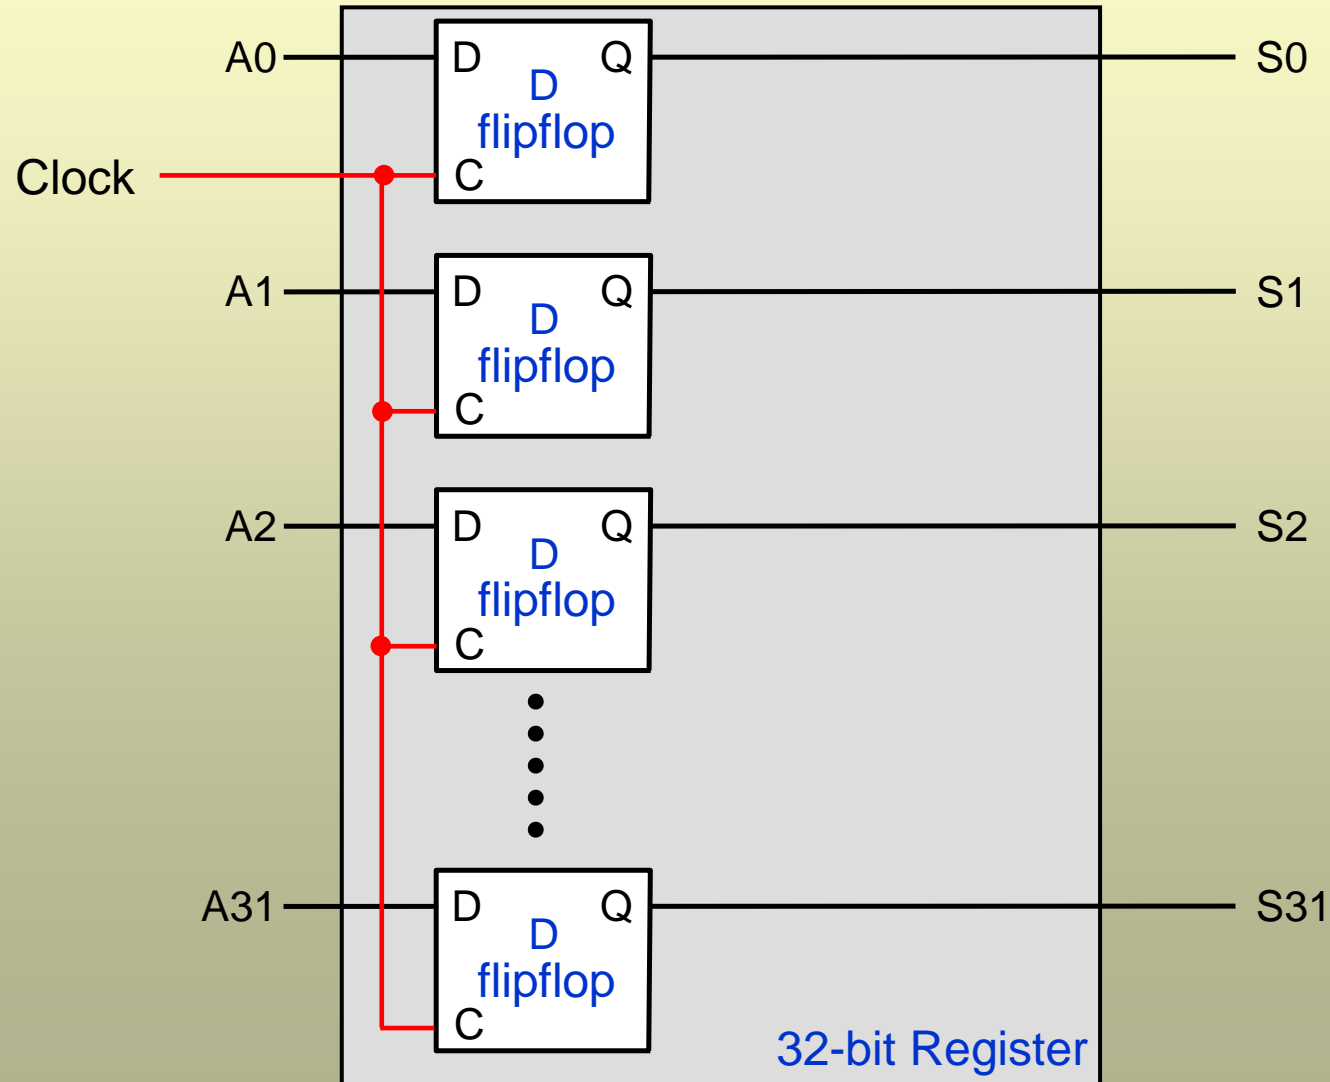 A0
D
Q
S0
D
flipflop
Clock
C
A1
D
Q
S1
D
flipflop
C
A2
D
Q
S2
D
flipflop
C
A31
D
Q
S31
D
flipflop
C
32-bit Register